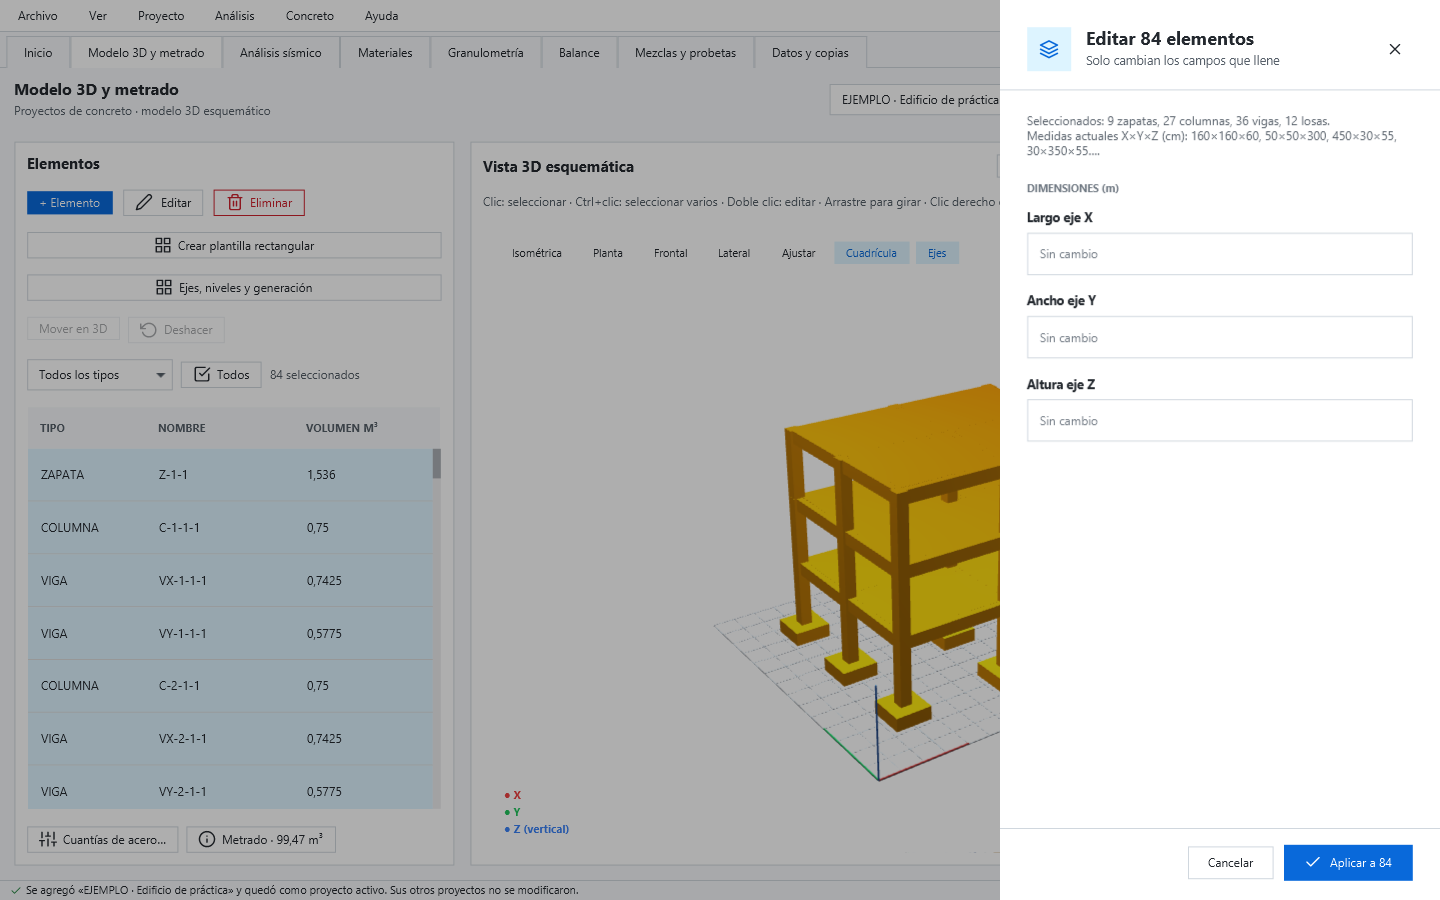 Archivo
Ver
Proyecto
Análisis
Concreto
Ayuda
Inicio
Modelo 3D y metrado
Análisis sísmico
Materiales
Granulometría
Balance
Mezclas y probetas
Datos y copias
Modelo 3D y metrado
Proyectos de concreto · modelo 3D esquemático
EJEMPLO · Edificio de práctica
Elementos
+ Elemento
Editar
Eliminar
Crear plantilla rectangular
Ejes, niveles y generación
Mover en 3D
Deshacer
Todos los tipos
Todos
84 seleccionados
TIPO NOMBRE VOLUMEN M³
ZAPATA Z-1-1 1,536
COLUMNA C-1-1-1 0,75
VIGA VX-1-1-1 0,7425
VIGA VY-1-1-1 0,5775
COLUMNA C-2-1-1 0,75
VIGA VX-2-1-1 0,7425
VIGA VY-2-1-1 0,5775
Cuantías de acero...
Metrado · 99,47 m³
Vista 3D esquemática
Clic: seleccionar · Ctrl+clic: seleccionar varios · Doble clic: editar · Arrastre para girar · Clic derecho
Isométrica
Planta
Frontal
Lateral
Ajustar
Cuadrícula
Ejes
X
Y
Z (vertical)
Editar 84 elementos
Solo cambian los campos que llene
Seleccionados: 9 zapatas, 27 columnas, 36 vigas, 12 losas.
Medidas actuales X×Y×Z (cm): 160×160×60, 50×50×300, 450×30×55,
30×350×55....
DIMENSIONES (m)
Largo eje X
Sin cambio
Ancho eje Y
Sin cambio
Altura eje Z
Sin cambio
Cancelar
Aplicar a 84
Se agregó «EJEMPLO · Edificio de práctica» y quedó como proyecto activo. Sus otros proyectos no se modificaron.